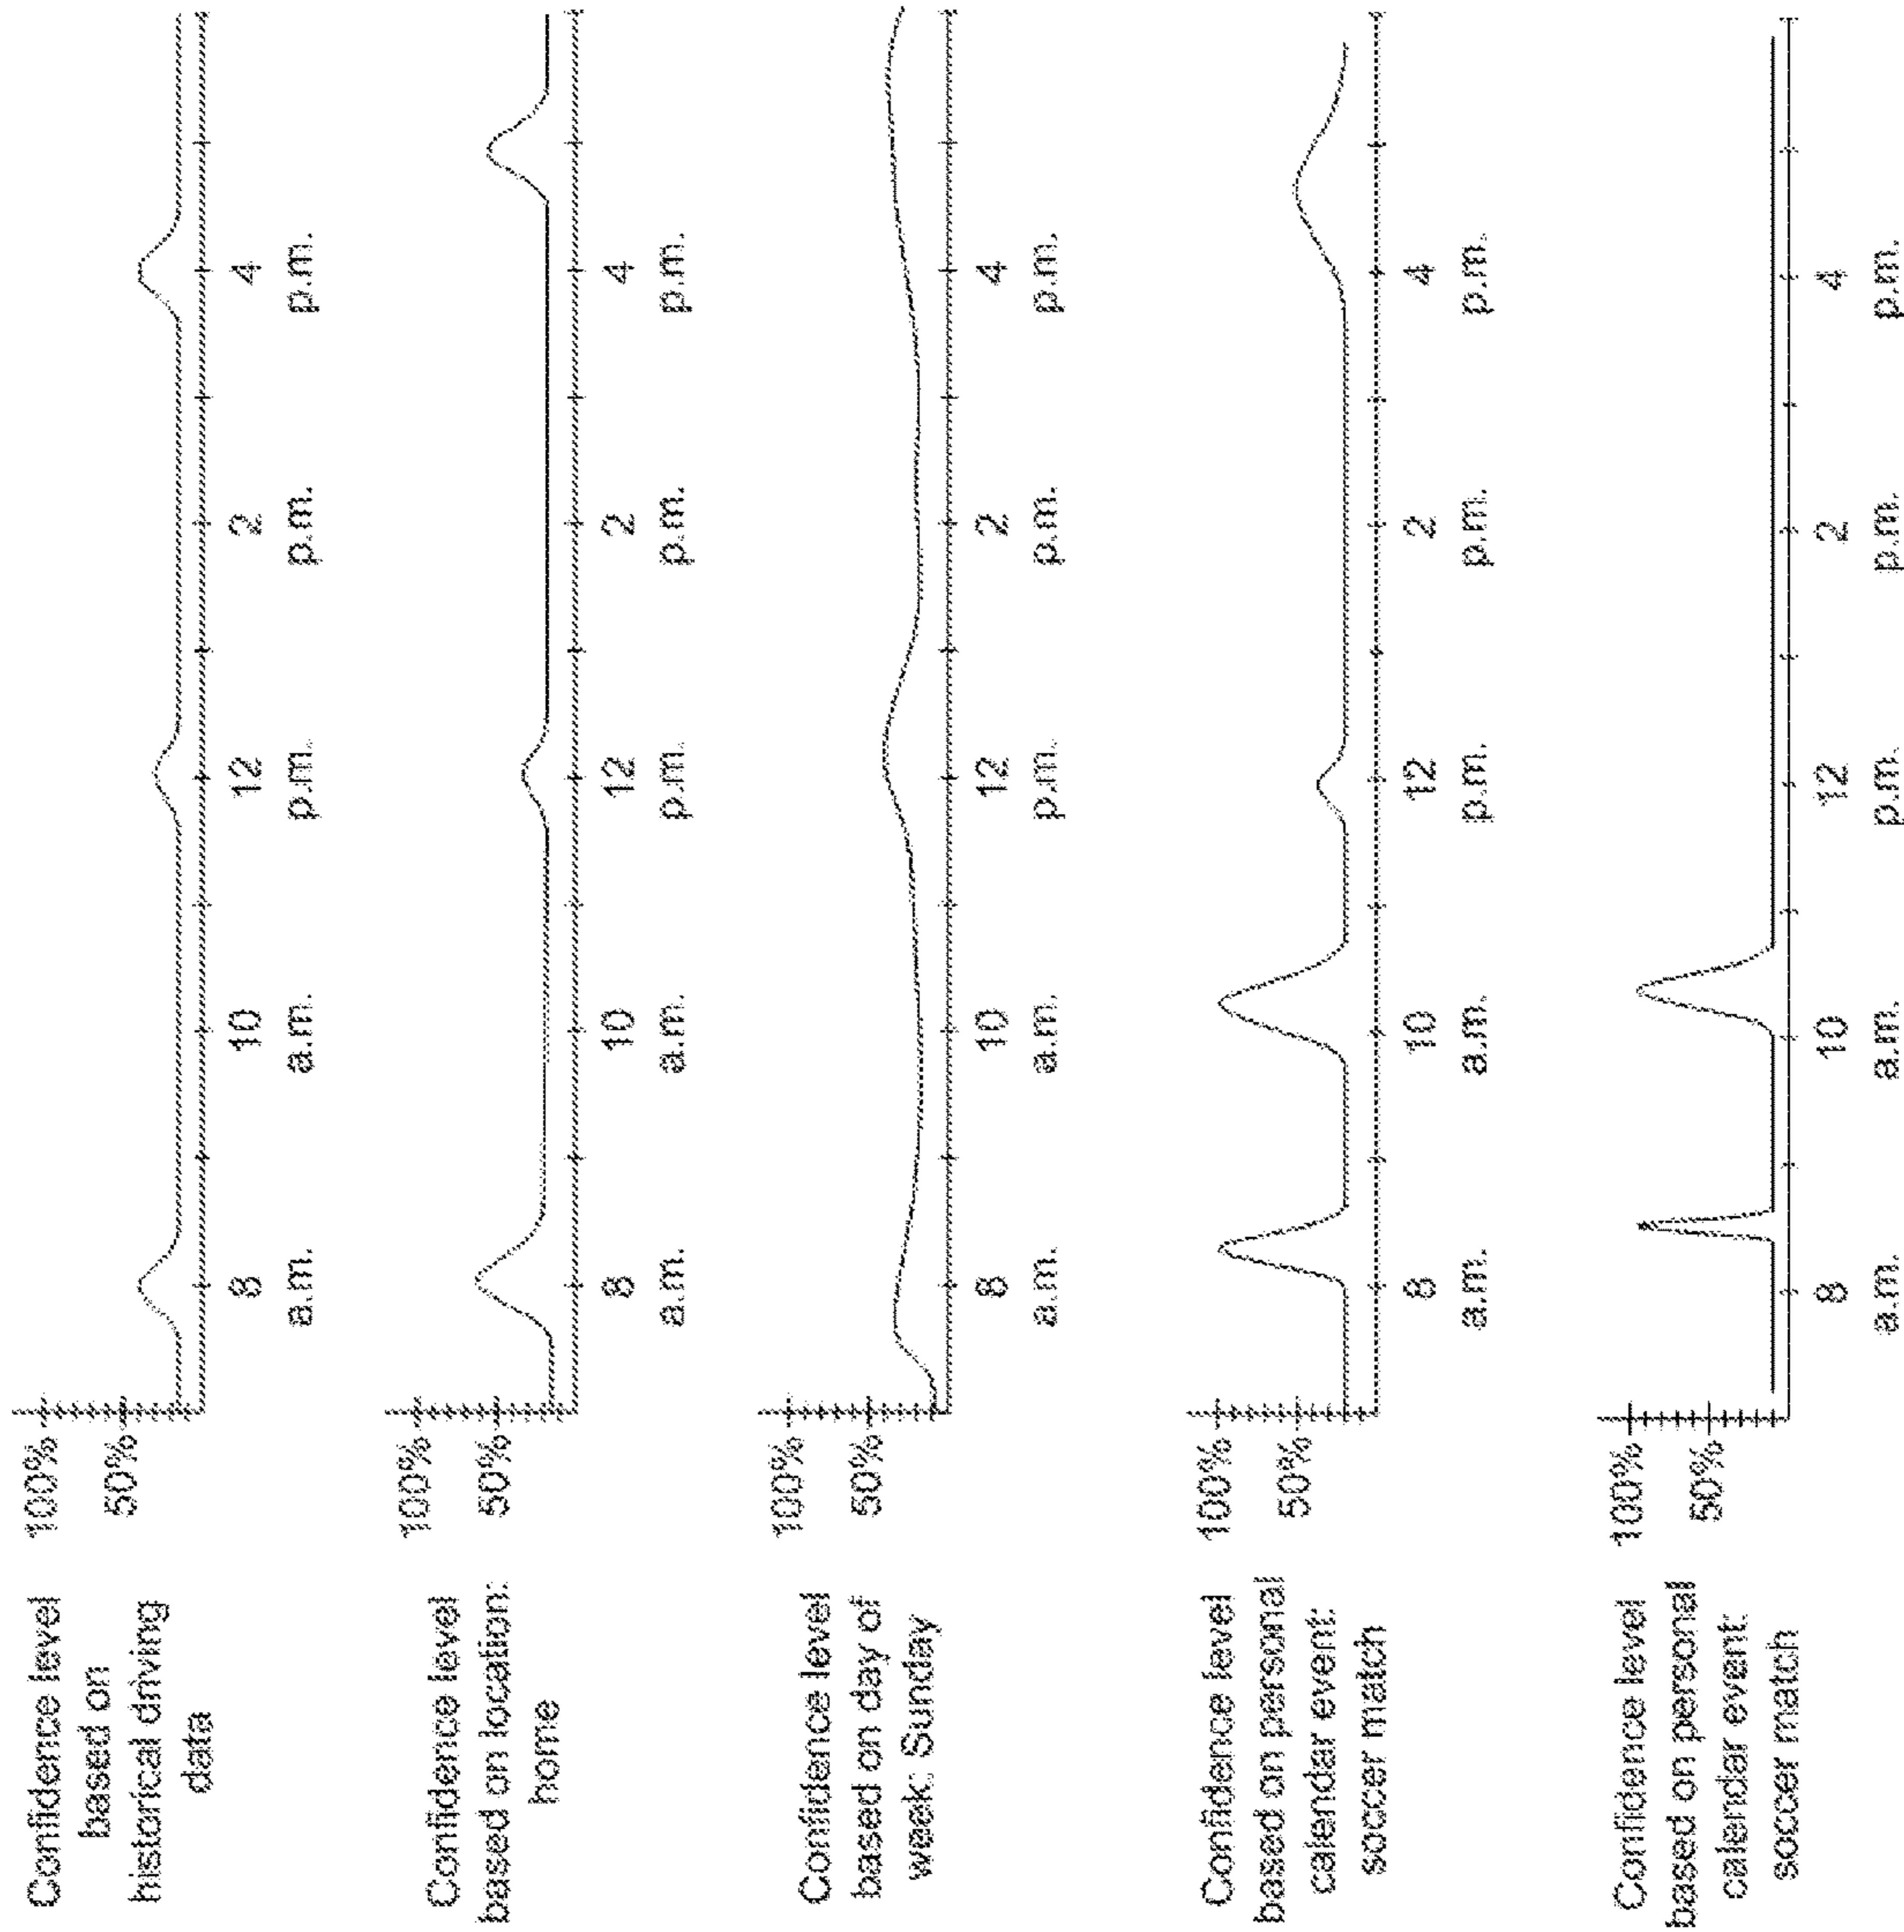 Confidence level
based on
historical driving
data
100%
50%
8
a.m.
10
a.m.
12
p.m.
2
p.m.
4
p.m.
Confidence level
based on location:
home
100%
50%
8
a.m.
10
a.m.
12
p.m.
2
p.m.
4
p.m.
Confidence level
based on day of
week: Sunday
100%
50%
8
a.m.
10
a.m.
12
p.m.
2
p.m.
4
p.m.
Confidence level
based on personal
calendar event:
soccer match
100%
50%
8
a.m.
10
a.m.
12
p.m.
2
p.m.
4
p.m.
Confidence level
based on personal
calendar event:
soccer match
100%
50%
8
a.m.
10
a.m.
12
p.m.
2
p.m.
4
p.m.